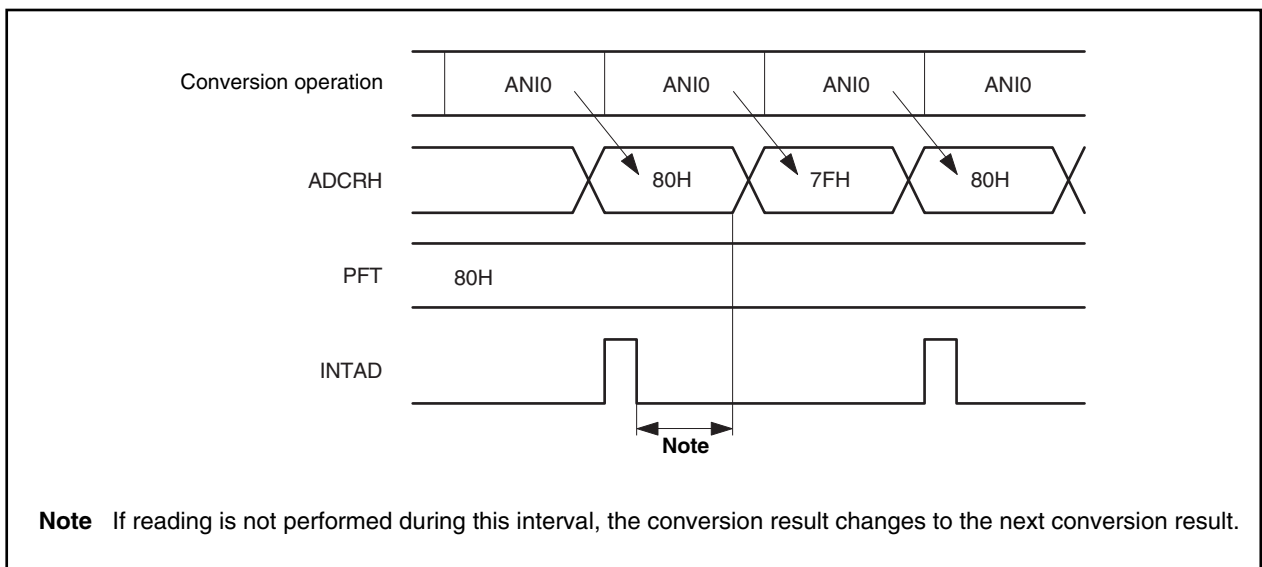 Conversion operation
ANI0 ANI0 ANI0 ANI0
ADCRH
80H 7FH 80H
PFT
80H
INTAD
Note
Note If reading is not performed during this interval, the conversion result changes to the next conversion result.